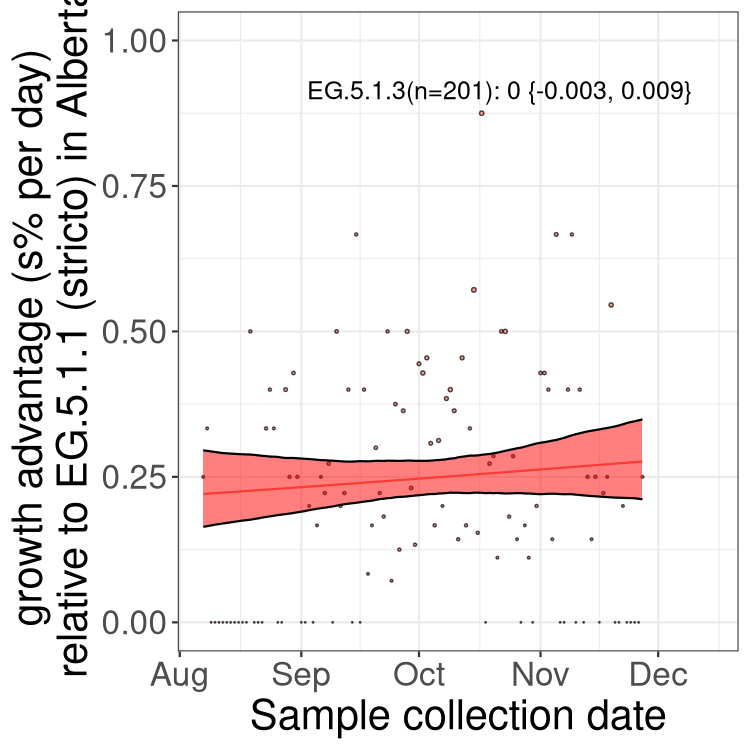 growth advantage (s% per day)
relative to EG.5.1.1 (stricto) in Alberta
1.00
0.75
0.50
0.25
0.00
EG.5.1.3(n=201): 0 {-0.003, 0.009}
Aug Sep Oct Nov Dec
Sample collection date